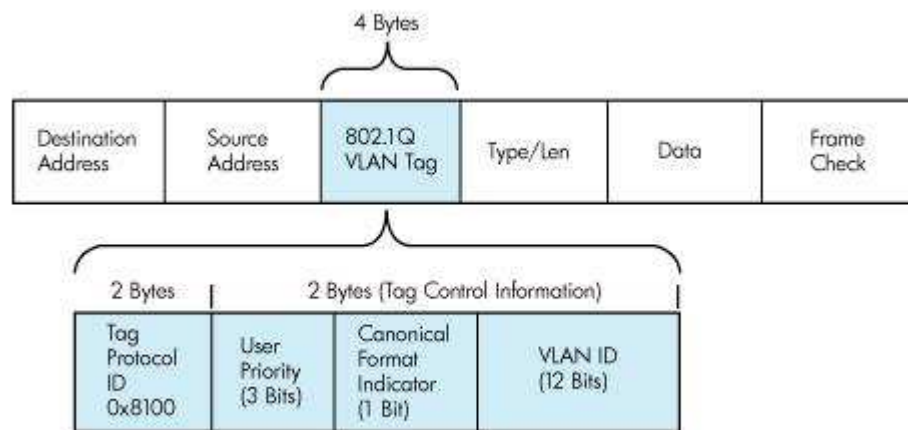 4 Bytes
Destination
Address
Source
Address
802.1Q
VLAN Tag
Type/Len
Data
Frame
Check
2 Bytes
2 Bytes (Tag Control Information)
Tag
Protocol
ID
0x8100
User
Priority
(3 Bits)
Canonical
Format
Indicator
(1 Bit)
VLAN ID
(12 Bits)